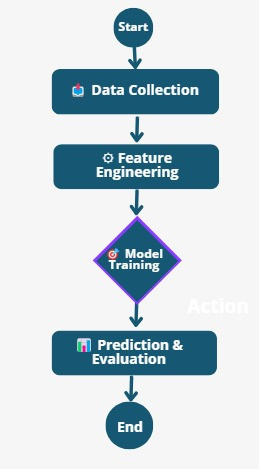 Start
Data Collection
Feature
Engineering
Model
Training
Action
Prediction &
Evaluation
End